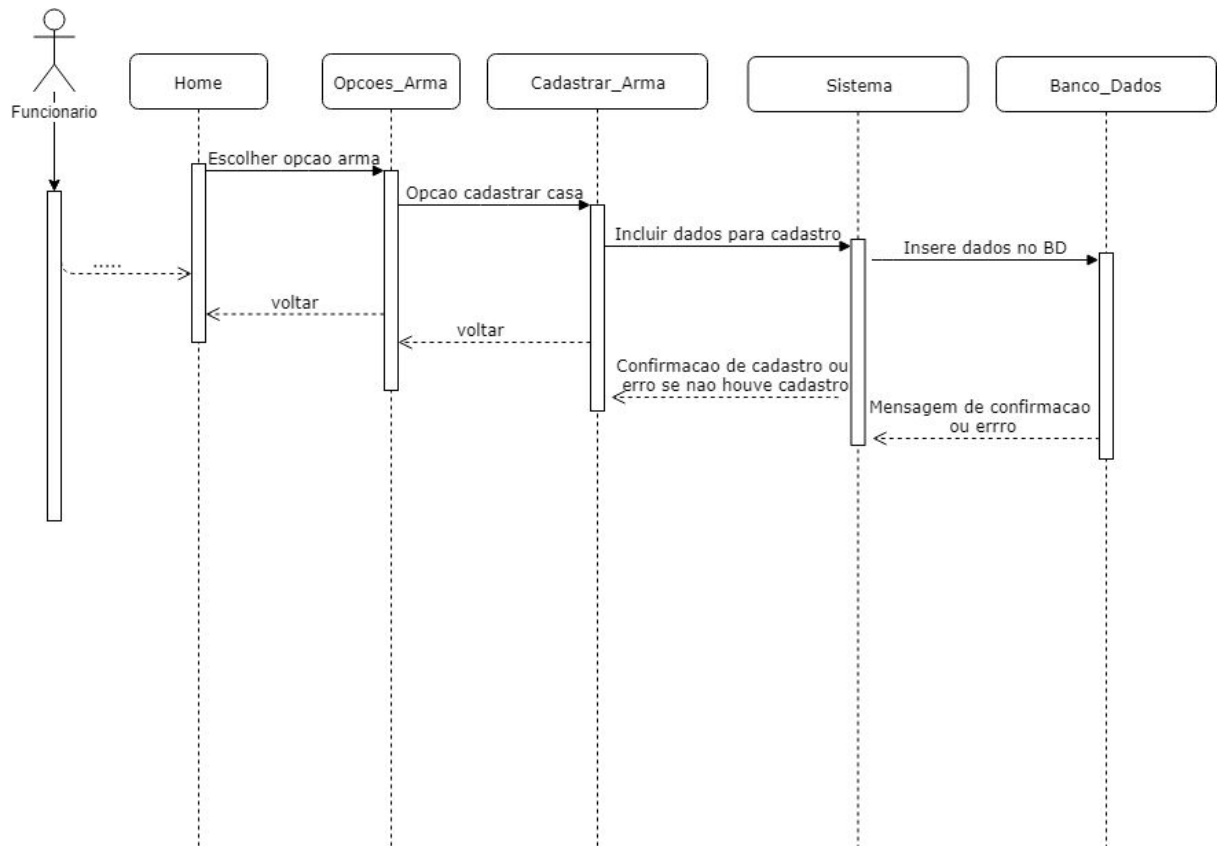 Funcionario
Home
Opcoes_Arma
Cadastrar_Arma
Sistema
Banco_Dados
Escolher opcao arma
Opcao cadastrar casa
Incluir dados para cadastro
Insere dados no BD
.....
voltar
voltar
Confirmacao de cadastro ou
erro se nao houve cadastro
Mensagem de confirmacao
ou errro